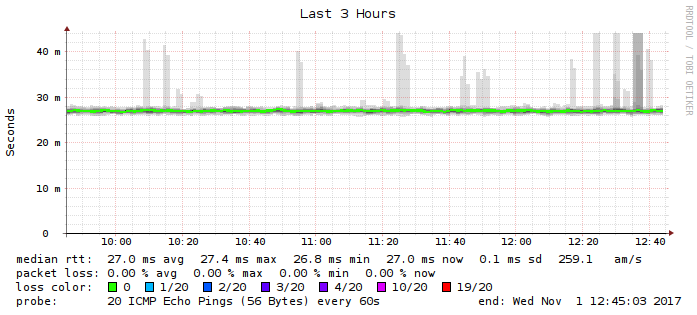 Last 3 Hours
RRDTOOL / TOBI OETIKER
Seconds
40 m
30 m
20 m
10 m
0
10:00 10:20 10:40 11:00 11:20 11:40 12:00 12:20 12:40
median rtt: 27.0 ms avg 27.4 ms max 26.8 ms min 27.0 ms now 0.1 ms sd 259.1 am/s
packet loss: 0.00 % avg 0.00 % max 0.00 % min 0.00 % now
loss color: 0 1/20 2/20 3/20 4/20 10/20 19/20
probe: 20 ICMP Echo Pings (56 Bytes) every 60s end: Wed Nov 1 12:45:03 2017